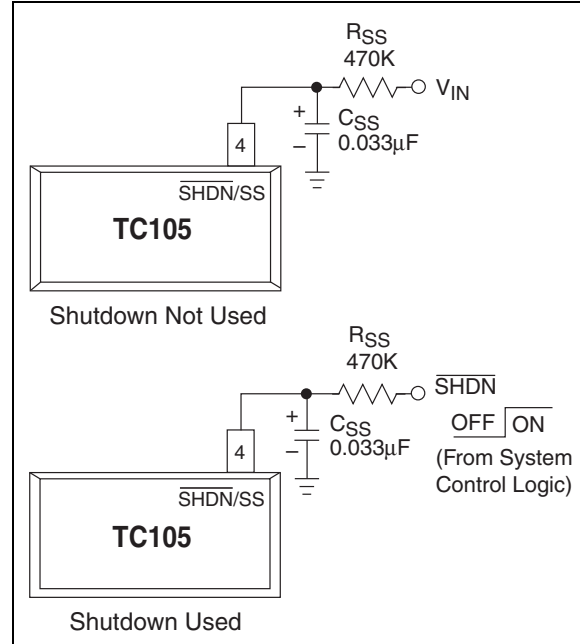 RSS
470K
VIN
+
CSS
–
0.033µF
4
SHDN/SS
TC105
Shutdown Not Used
RSS
470K
SHDN
+
CSS
OFF ON
–
0.033µF
(From System
Control Logic)
4
SHDN/SS
TC105
Shutdown Used